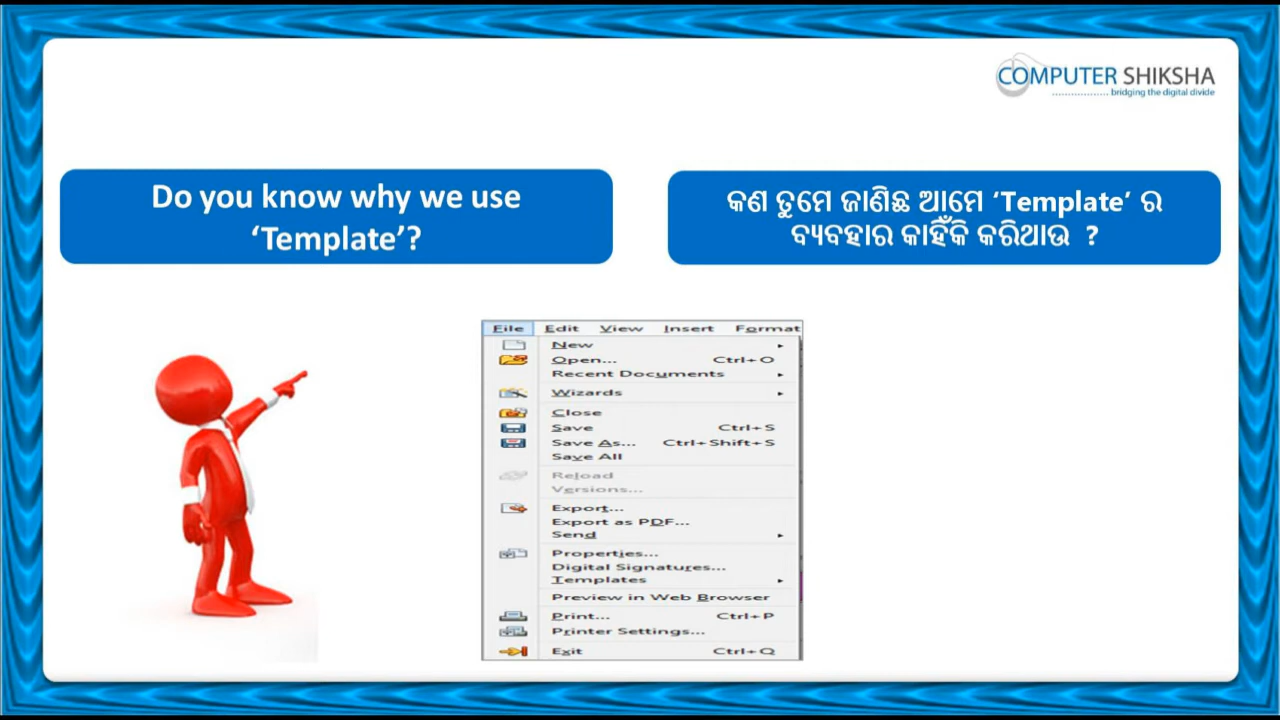 COMPUTER SHIKSHA
bridging the digital divide
Do you know why we use
‘Template’?
କଣ ତୁମେ ଜାଣିଛ ଆମେ ‘Template’ ର
ବ୍ୟବହାର କାହିଁକି କରିଥାଉ ?
File Edit View Insert Format
New
Open... Ctrl+O
Recent Documents
Wizards
Close
Save Ctrl+S
Save As... Ctrl+Shift+S
Save All
Reload
Versions...
Export...
Export as PDF...
Send
Properties...
Digital Signatures...
Templates
Preview in Web Browser
Print... Ctrl+P
Printer Settings...
Exit Ctrl+Q